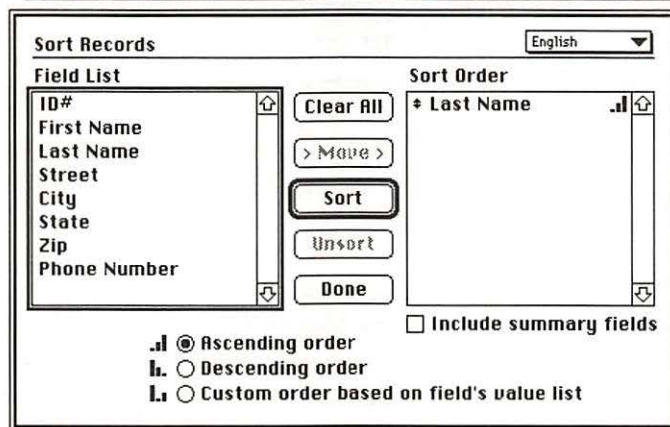 Sort Records
English
Field List
ID#
First Name
Last Name
Street
City
State
Zip
Phone Number
Clear All
> Move >
Sort
Unsort
Done
Sort Order
Last Name
Include summary fields
Ascending order
Descending order
Custom order based on field's value list